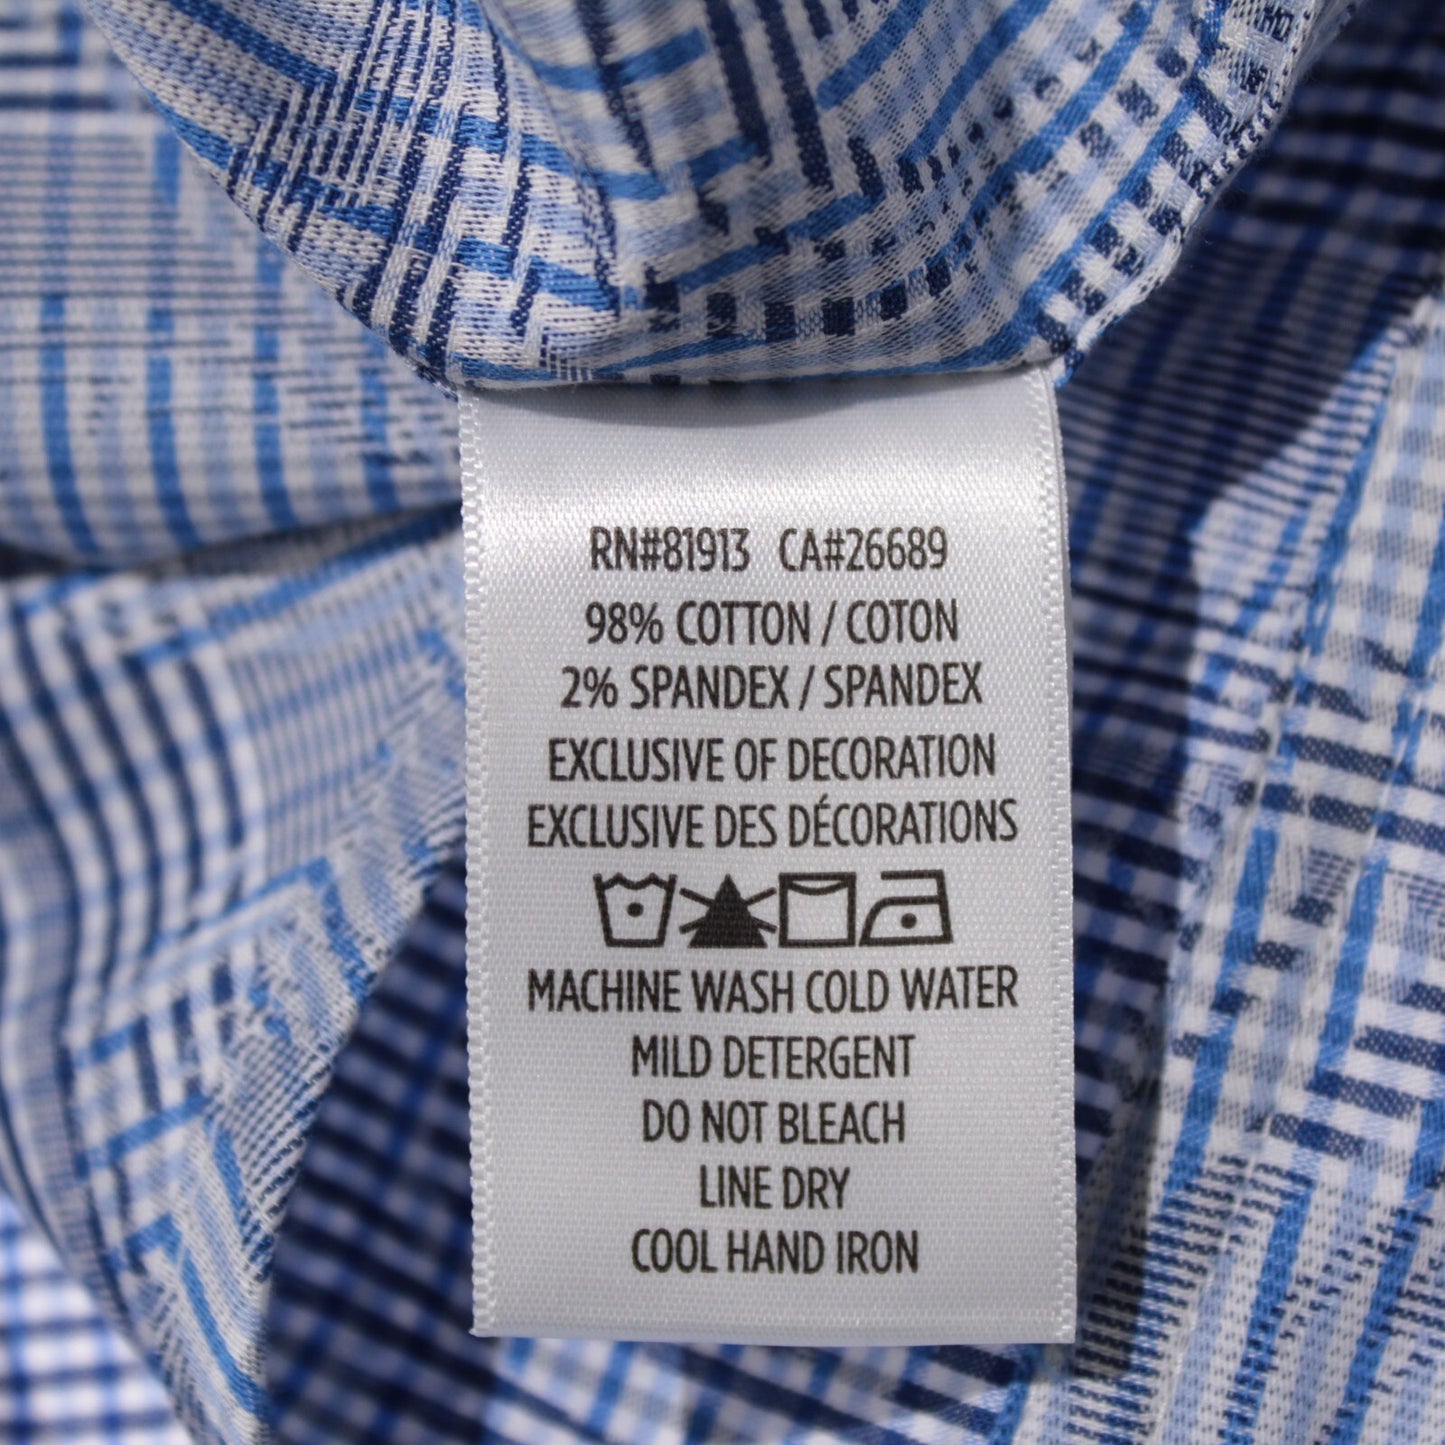 RN#81913 CA#26689
98% COTTON / COTON
2% SPANDEX / SPANDEX
EXCLUSIVE OF DECORATION
EXCLUSIVE DES DÉCORATIONS
MACHINE WASH COLD WATER
MILD DETERGENT
DO NOT BLEACH
LINE DRY
COOL HAND IRON